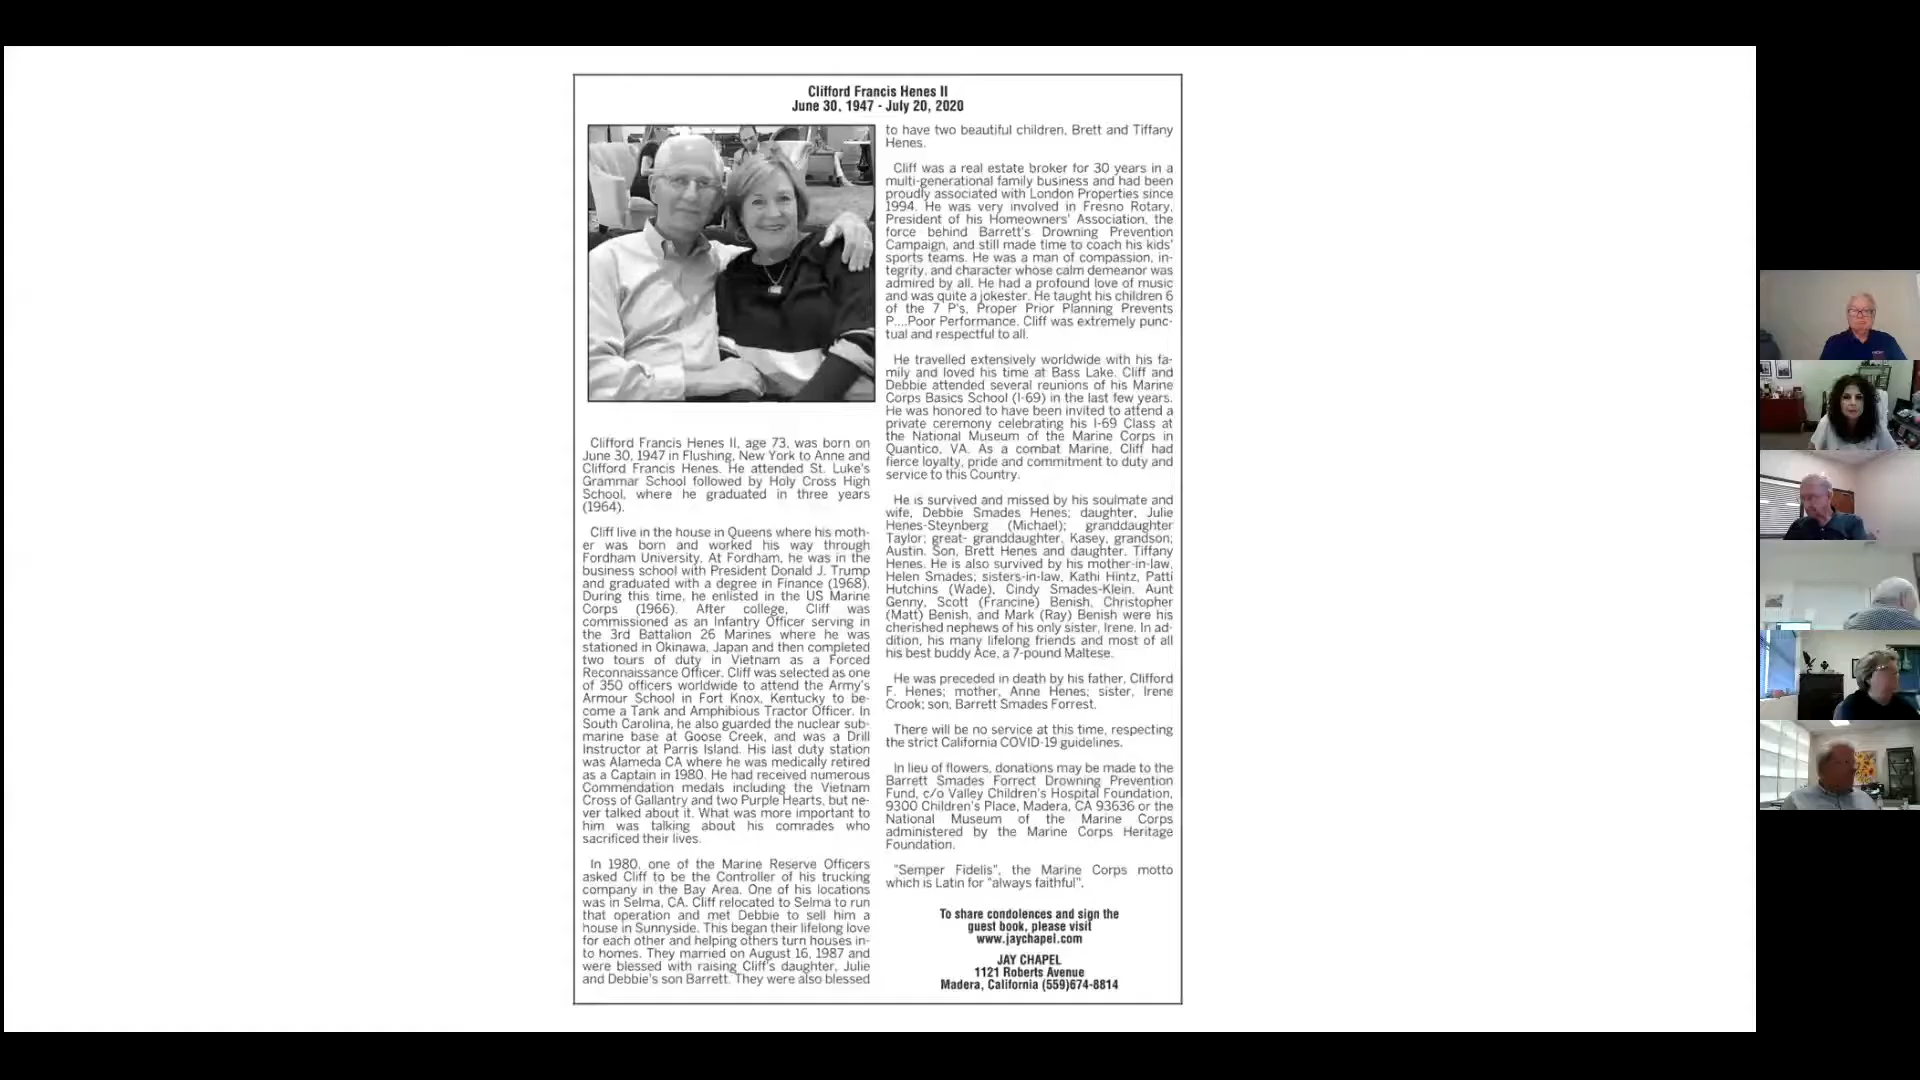 Clifford Francis Henes II
June 30, 1947 - July 20, 2020
Clifford Francis Henes II, age 73, was born on
June 30, 1947 in Flushing, New York to Anne and
Clifford Francis Henes. He attended St. Luke's
Grammar School followed by Holy Cross High
School, where he graduated in three years
(1964).
Cliff live in the house in Queens where his moth-
er was born and worked his way through
Fordham University. At Fordham, he was in the
business school with President Donald J. Trump
and graduated with a degree in Finance (1968).
During this time, he enlisted in the US Marine
Corps (1966). After college, Cliff was
commissioned as an Infantry Officer serving in
the 3rd Battalion 26 Marines where he was
stationed in Okinawa, Japan and then completed
two tours of duty in Vietnam as a Forced
Reconnaissance Officer. Cliff was selected as one
of 350 officers worldwide to attend the Army's
Armour School in Fort Knox, Kentucky to be-
come a Tank and Amphibious Tractor Officer. In
South Carolina, he also guarded the nuclear sub-
marine base at Goose Creek, and was a Drill
Instructor at Parris Island. His last duty station
was Alameda CA where he was medically retired
as a Captain in 1980. He had received numerous
Commendation medals including the Vietnam
Cross of Gallantry and two Purple Hearts, but ne-
ver talked about it. What was more important to
him was talking about his comrades who
sacrificed their lives.
In 1980, one of the Marine Reserve Officers
asked Cliff to be the Controller of his trucking
company in the Bay Area. One of his locations
was in Selma, CA. Cliff relocated to Selma to run
that operation and met Debbie to sell him a
house in Sunnyside. This began their lifelong love
for each other and helping others turn houses in-
to homes. They married on August 16, 1987 and
were blessed with raising Cliff's daughter, Julie
and Debbie's son Barrett. They were also blessed
to have two beautiful children, Brett and Tiffany
Henes.
Cliff was a real estate broker for 30 years in a
multi-generational family business and had been
proudly associated with London Properties since
1994. He was very involved in Fresno Rotary,
President of his Homeowners' Association, the
force behind Barrett's Drowning Prevention
Campaign, and still made time to coach his kids'
sports teams. He was a man of compassion, in-
tegrity, and character whose calm demeanor was
admired by all. He had a profound love of music
and was quite a jokester. He taught his children 6
of the 7 P's, Proper Prior Planning Prevents
P....Poor Performance. Cliff was extremely punc-
tual and respectful to all.
He travelled extensively worldwide with his fa-
mily and loved his time at Bass Lake. Cliff and
Debbie attended several reunions of his Marine
Corps Basics School (I-69) in the last few years.
He was honored to have been invited to attend a
private ceremony celebrating his I-69 Class at
the National Museum of the Marine Corps in
Quantico, VA. As a combat Marine, Cliff had
fierce loyalty, pride and commitment to duty and
service to this Country.
He is survived and missed by his soulmate and
wife, Debbie Smades Henes; daughter, Julie
Henes-Steynberg (Michael); granddaughter
Taylor; great- granddaughter, Kasey, grandson;
Austin. Son, Brett Henes and daughter, Tiffany
Henes. He is also survived by his mother-in-law,
Helen Smades; sisters-in-law, Kathi Hintz, Patti
Hutchins (Wade), Cindy Smades-Klein. Aunt
Genny, Scott (Francine) Benish, Christopher
(Matt) Benish, and Mark (Ray) Benish were his
cherished nephews of his only sister, Irene. In ad-
dition, his many lifelong friends and most of all
his best buddy Ace, a 7-pound Maltese.
He was preceded in death by his father, Clifford
F. Henes; mother, Anne Henes; sister, Irene
Crook; son, Barrett Smades Forrest.
There will be no service at this time, respecting
the strict California COVID-19 guidelines.
In lieu of flowers, donations may be made to the
Barrett Smades Forrect Drowning Prevention
Fund, c/o Valley Children's Hospital Foundation,
9300 Children's Place, Madera, CA 93636 or the
National Museum of the Marine Corps
administered by the Marine Corps Heritage
Foundation.
"Semper Fidelis", the Marine Corps motto
which is Latin for "always faithful".
To share condolences and sign the
guest book, please visit
www.jaychapel.com
JAY CHAPEL
1121 Roberts Avenue
Madera, California (559)674-8814